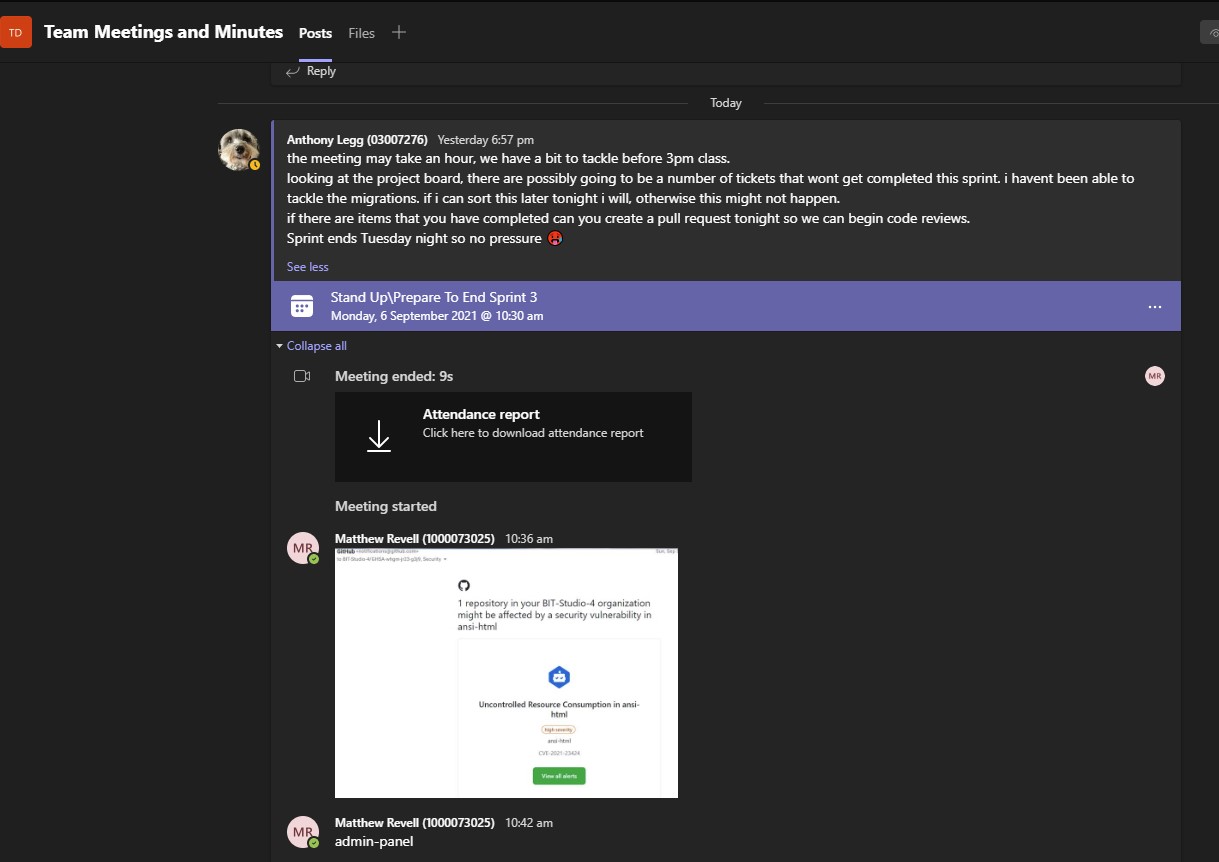 TD Team Meetings and Minutes Posts Files
Reply
Today
Anthony Legg (03007276) Yesterday 6:57 pm
the meeting may take an hour, we have a bit to tackle before 3pm class.
looking at the project board, there are possibly going to be a number of tickets that wont get completed this sprint. i havent been able to
tackle the migrations. if i can sort this later tonight i will, otherwise this might not happen.
if there are items that you have completed can you create a pull request tonight so we can begin code reviews.
Sprint ends Tuesday night so no pressure
See less
Stand Up\Prepare To End Sprint 3
Monday, 6 September 2021 @ 10:30 am
Collapse all
Meeting ended: 9s
MR
Attendance report
Click here to download attendance report
Meeting started
MR
Matthew Revell (1000073025) 10:36 am
GitHub <notifications@github.com>
1 repository in your BIT-Studio-4 organization
might be affected by a security vulnerability in
ansi-html
Uncontrolled Resource Consumption in ansi-
html
high severity
ansi-html
CVE-2021-23424
View all alerts
MR
Matthew Revell (1000073025) 10:42 am
admin-panel